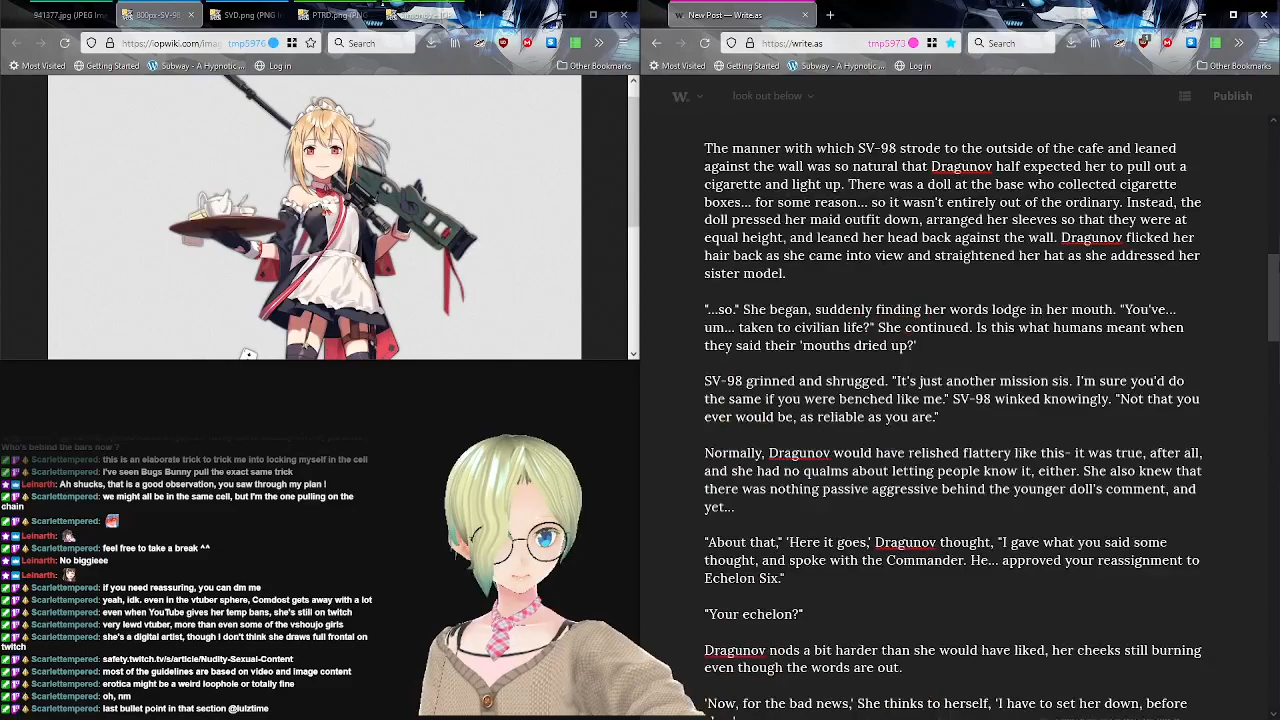 941377.jpg (JPEG Im
800px-SV-98
SVD.png (PNG I
PTRD.png (PNG
https://iopwiki.com/ima
tmp5976
Search
Most Visited
Getting Started
Subway - A Hypnotic ...
Log in
Other Bookmarks
Who's behind the bars now ?
Scarlettempered: this is an elaborate trick to trick me into locking myself in the cell
Scarlettempered: I've seen Bugs Bunny pull the exact same trick
Leinarth: Ah shucks, that is a good observation, you saw through my plan !
Scarlettempered: we might all be in the same cell, but I'm the one pulling on the
chain
Scarlettempered:
Leinarth:
Scarlettempered: feel free to take a break ^^
Leinarth: No biggieee
Leinarth:
Scarlettempered: if you need reassuring, you can dm me
Scarlettempered: yeah, idk. even in the vtuber sphere, Comdost gets away with a lot
Scarlettempered: even when YouTube gives her temp bans, she's still on twitch
Scarlettempered: very lewd vtuber, more than even some of the vshoujo girls
Scarlettempered: she's a digital artist, though I don't think she draws full frontal on
twitch
Scarlettempered: safety.twitch.tv/s/article/Nudity-Sexual-Content
Scarlettempered: most of the guidelines are based on video and image content
Scarlettempered: erotica might be a weird loophole or totally fine
Scarlettempered: oh, nm
Scarlettempered: last bullet point in that section @lulztime
New Post — Write.as
https://write.as
tmp5973
Search
Most Visited
Getting Started
Subway - A Hypnotic ...
Log in
Other Bookmarks
W.
look out below
Publish
The manner with which SV-98 strode to the outside of the cafe and leaned
against the wall was so natural that Dragunov half expected her to pull out a
cigarette and light up. There was a doll at the base who collected cigarette
boxes... for some reason... so it wasn't entirely out of the ordinary. Instead, the
doll pressed her maid outfit down, arranged her sleeves so that they were at
equal height, and leaned her head back against the wall. Dragunov flicked her
hair back as she came into view and straightened her hat as she addressed her
sister model.
"...so." She began, suddenly finding her words lodge in her mouth. "You've...
um... taken to civilian life?" She continued. Is this what humans meant when
they said their 'mouths dried up?'
SV-98 grinned and shrugged. "It's just another mission sis. I'm sure you'd do
the same if you were benched like me." SV-98 winked knowingly. "Not that you
ever would be, as reliable as you are."
Normally, Dragunov would have relished flattery like this- it was true, after all,
and she had no qualms about letting people know it, either. She also knew that
there was nothing passive aggressive behind the younger doll's comment, and
yet...
"About that," 'Here it goes,' Dragunov thought, "I gave what you said some
thought, and spoke with the Commander. He... approved your reassignment to
Echelon Six."
"Your echelon?"
Dragunov nods a bit harder than she would have liked, her cheeks still burning
even though the words are out.
'Now, for the bad news,' She thinks to herself, 'I have to set her down, before